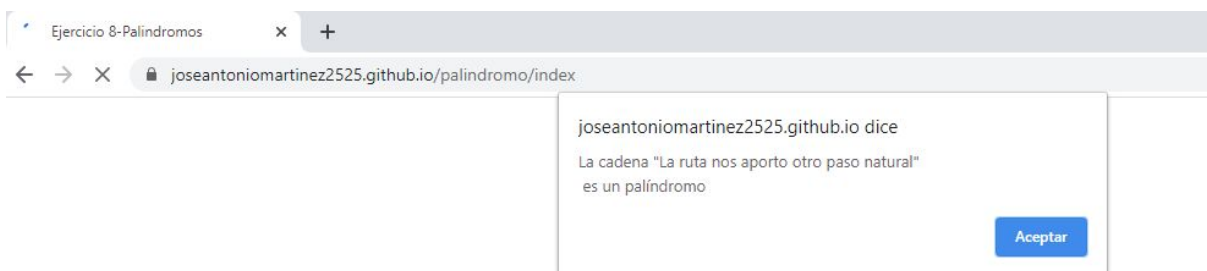 Ejercicio 8-Palindromos
joseantoniomartinez2525.github.io/palindromo/index
joseantoniomartinez2525.github.io dice
La cadena "La ruta nos aporto otro paso natural"
es un palíndromo
Aceptar